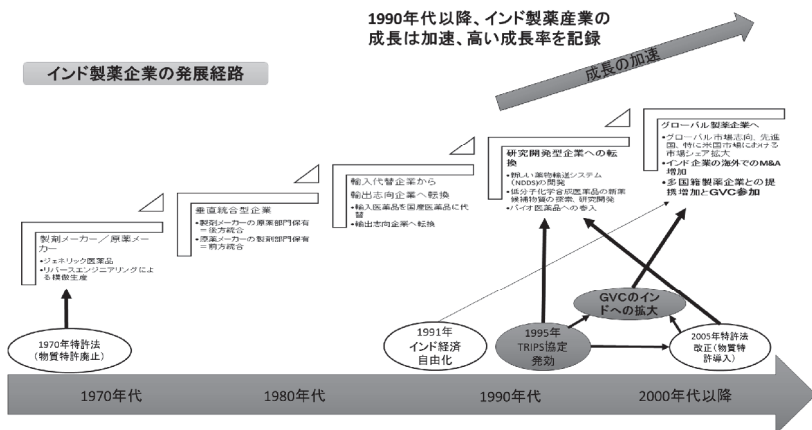 1990年代以降、インド製薬産業の
成長は加速、高い成長率を記録
成長の加速
インド製薬企業の発展経路
製剤メーカー／原薬メー
カー
•ジェネリック医薬品
•リバースエンジニアリングによ
る模倣生産
垂直統合型企業
•製剤メーカーの原薬部門保有
＝後方統合
•原薬メーカーの製剤部門保有
＝前方統合
輸入代替企業から
輸出志向企業へ転換
•輸入医薬品を国産医薬品に代
替
•輸出志向企業へ転換
研究開発型企業への転
換
•新しい薬物輸送システム
（NDDS）の開発
•低分子化学合成医薬品の新薬
候補物質の探索、研究開発
•バイオ医薬品への参入
グローバル製薬企業へ
•グローバル市場志向、先進
国、特に米国市場における
市場シェア拡大
•インド企業の海外でのM&A
増加
•多国籍製薬企業との提
携増加とGVC参加
1970年特許法
（物質特許廃止）
1991年
インド経済
自由化
1995年
TRIPS協定
発効
GVCのイン
ドへの拡大
2005年特許法
改正（物質特
許導入）
1970年代
1980年代
1990年代
2000年代以降